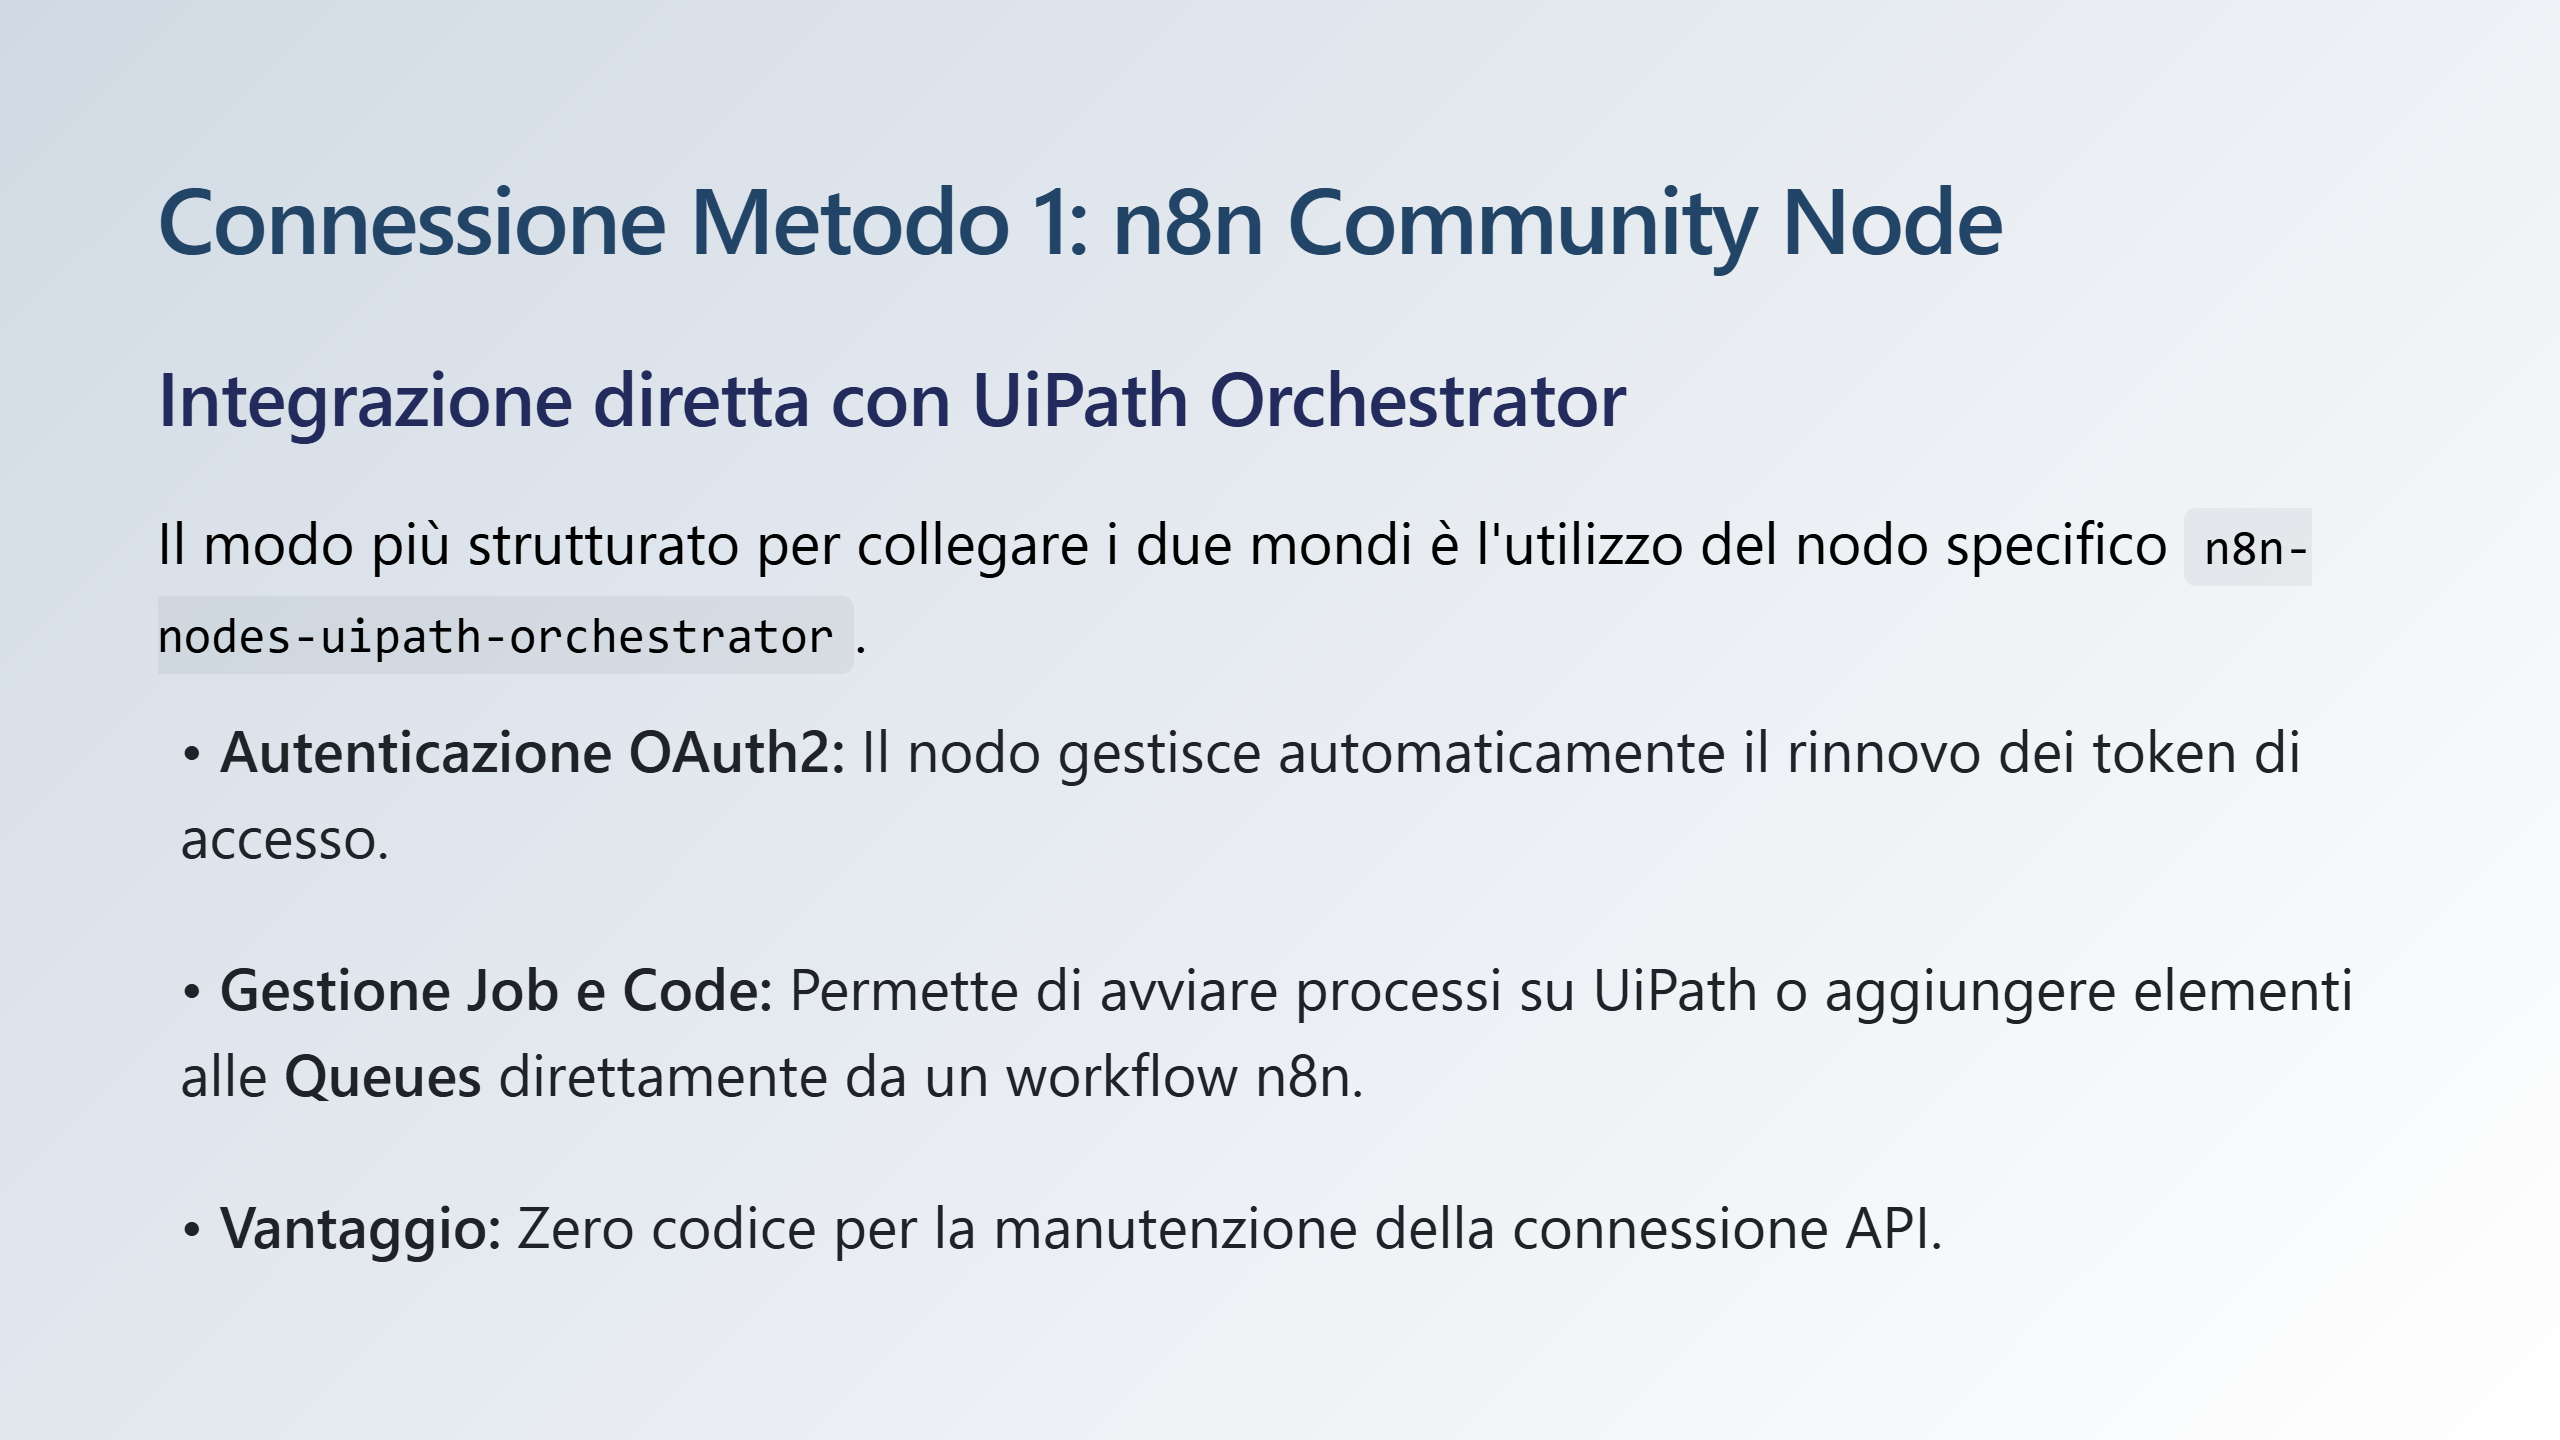 Connessione Metodo 1: n8n Community Node
Integrazione diretta con UiPath Orchestrator
Il modo più strutturato per collegare i due mondi è l'utilizzo del nodo specifico n8n-
nodes-uipath-orchestrator .
• Autenticazione OAuth2: Il nodo gestisce automaticamente il rinnovo dei token di
accesso.
• Gestione Job e Code: Permette di avviare processi su UiPath o aggiungere elementi
alle Queues direttamente da un workflow n8n.
• Vantaggio: Zero codice per la manutenzione della connessione API.